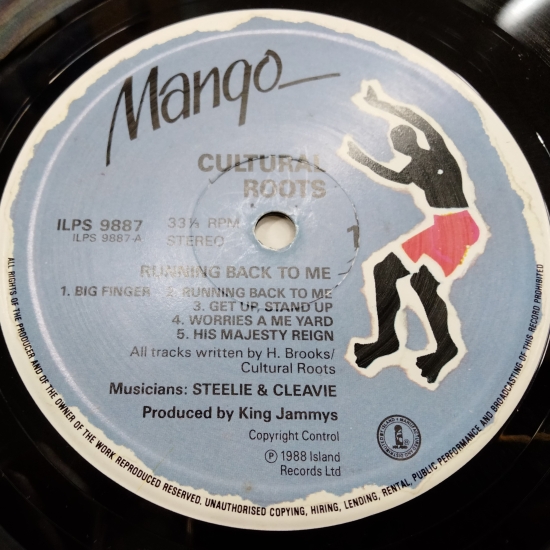 Mango
CULTURAL
ROOTS
ILPS 9887
ILPS 9887-A
33⅓ RPM
STEREO
1
RUNNING BACK TO ME
1. BIG FINGER - 2. RUNNING BACK TO ME
3. GET UP, STAND UP
4. WORRIES A ME YARD
5. HIS MAJESTY REIGN
All tracks written by H. Brooks/
Cultural Roots
Musicians: STEELIE & CLEAVIE
Produced by King Jammys
Copyright Control
Ⓟ 1988 Island
Records Ltd
ALL RIGHTS OF THE PRODUCER AND OF THE OWNER OF THE WORK REPRODUCED RESERVED. UNAUTHORISED COPYING, HIRING, LENDING, RENTAL, PUBLIC PERFORMANCE AND BROADCASTING OF THIS RECORD PROHIBITED